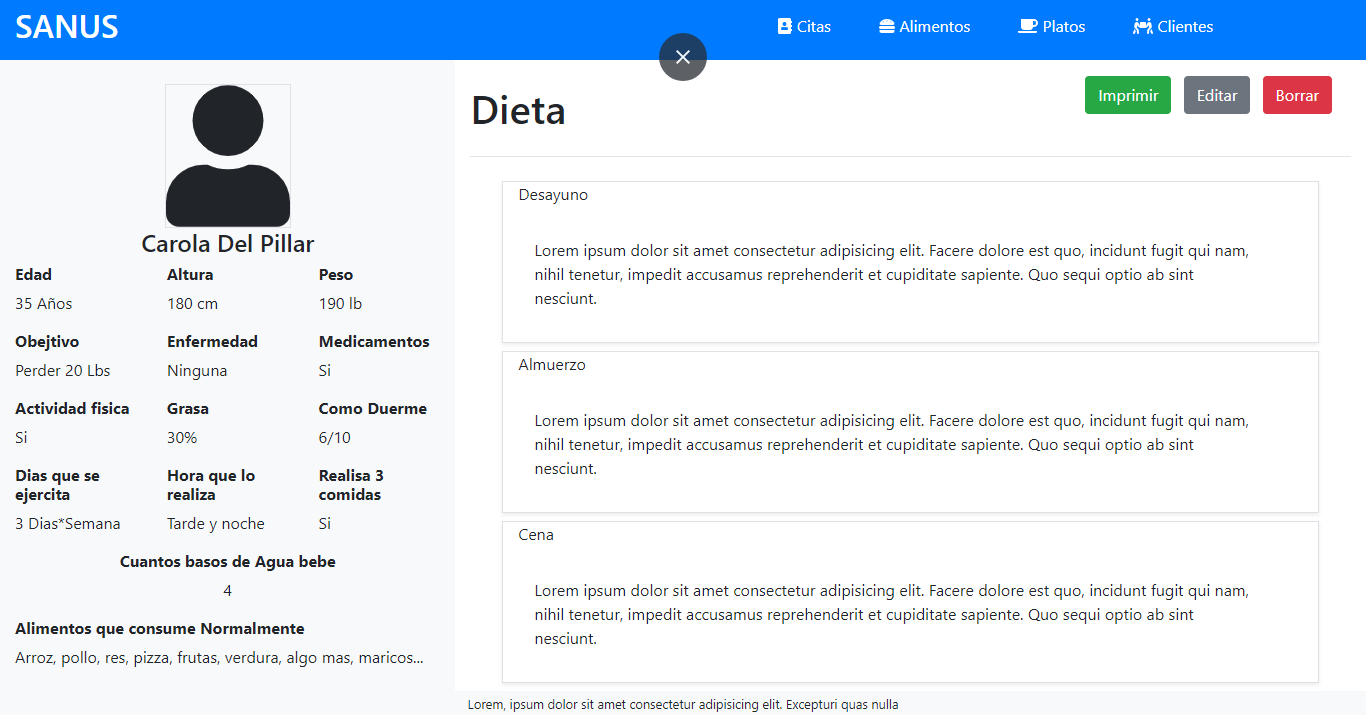 SANUS
Citas
Alimentos
Platos
Clientes
Carola Del Pillar
Edad
Altura
Peso
35 Años
180 cm
190 lb
Obejtivo
Enfermedad
Medicamentos
Perder 20 Lbs
Ninguna
Si
Actividad fisica
Grasa
Como Duerme
Si
30%
6/10
Dias que se
ejercita
Hora que lo
realiza
Realisa 3
comidas
3 Dias*Semana
Tarde y noche
Si
Cuantos basos de Agua bebe
4
Alimentos que consume Normalmente
Arroz, pollo, res, pizza, frutas, verdura, algo mas, maricos...
Dieta
Imprimir
Editar
Borrar
Desayuno
Lorem ipsum dolor sit amet consectetur adipisicing elit. Facere dolore est quo, incidunt fugit qui nam,
nihil tenetur, impedit accusamus reprehenderit et cupiditate sapiente. Quo sequi optio ab sint
nesciunt.
Almuerzo
Lorem ipsum dolor sit amet consectetur adipisicing elit. Facere dolore est quo, incidunt fugit qui nam,
nihil tenetur, impedit accusamus reprehenderit et cupiditate sapiente. Quo sequi optio ab sint
nesciunt.
Cena
Lorem ipsum dolor sit amet consectetur adipisicing elit. Facere dolore est quo, incidunt fugit qui nam,
nihil tenetur, impedit accusamus reprehenderit et cupiditate sapiente. Quo sequi optio ab sint
nesciunt.
Lorem, ipsum dolor sit amet consectetur adipisicing elit. Excepturi quas nulla